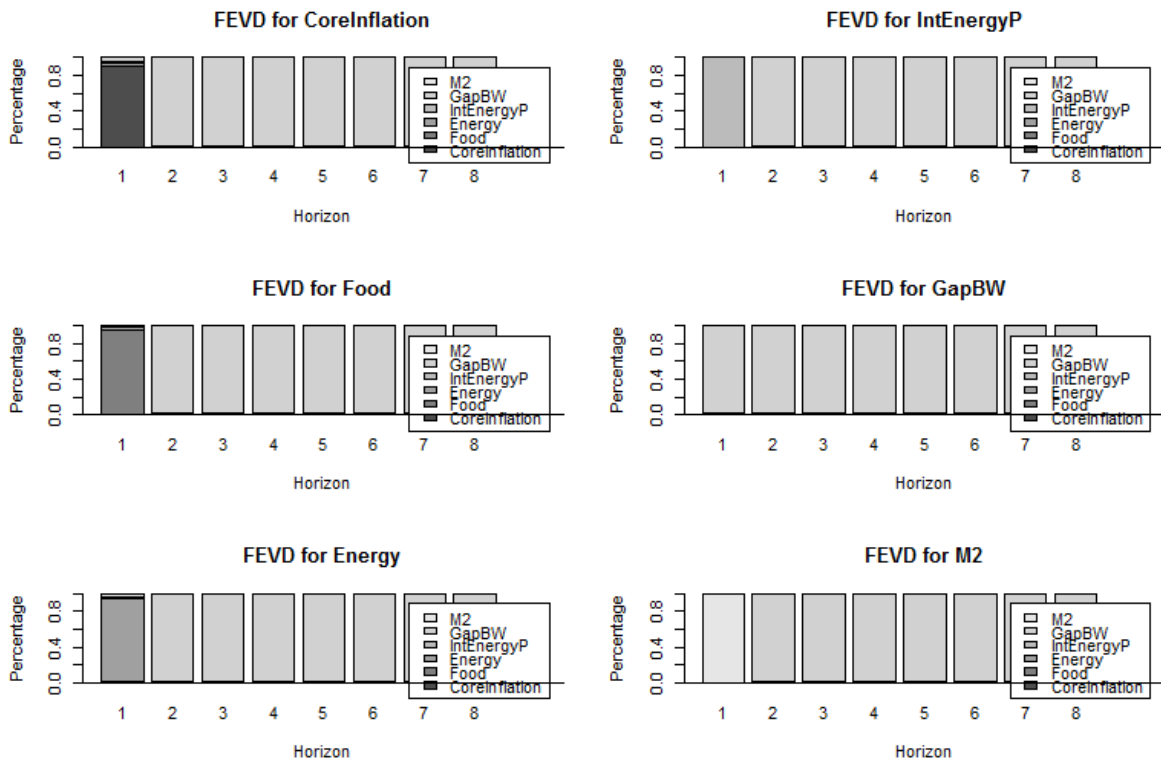 FEVD for CoreInflation
Percentage
0.0 0.4 0.8
M2
GapBW
IntEnergyP
Energy
Food
CoreInflation
1 2 3 4 5 6 7 8
Horizon
FEVD for IntEnergyP
Percentage
0.0 0.4 0.8
M2
GapBW
IntEnergyP
Energy
Food
CoreInflation
1 2 3 4 5 6 7 8
Horizon
FEVD for Food
Percentage
0.0 0.4 0.8
M2
GapBW
IntEnergyP
Energy
Food
CoreInflation
1 2 3 4 5 6 7 8
Horizon
FEVD for GapBW
Percentage
0.0 0.4 0.8
M2
GapBW
IntEnergyP
Energy
Food
CoreInflation
1 2 3 4 5 6 7 8
Horizon
FEVD for Energy
Percentage
0.0 0.4 0.8
M2
GapBW
IntEnergyP
Energy
Food
CoreInflation
1 2 3 4 5 6 7 8
Horizon
FEVD for M2
Percentage
0.0 0.4 0.8
M2
GapBW
IntEnergyP
Energy
Food
CoreInflation
1 2 3 4 5 6 7 8
Horizon